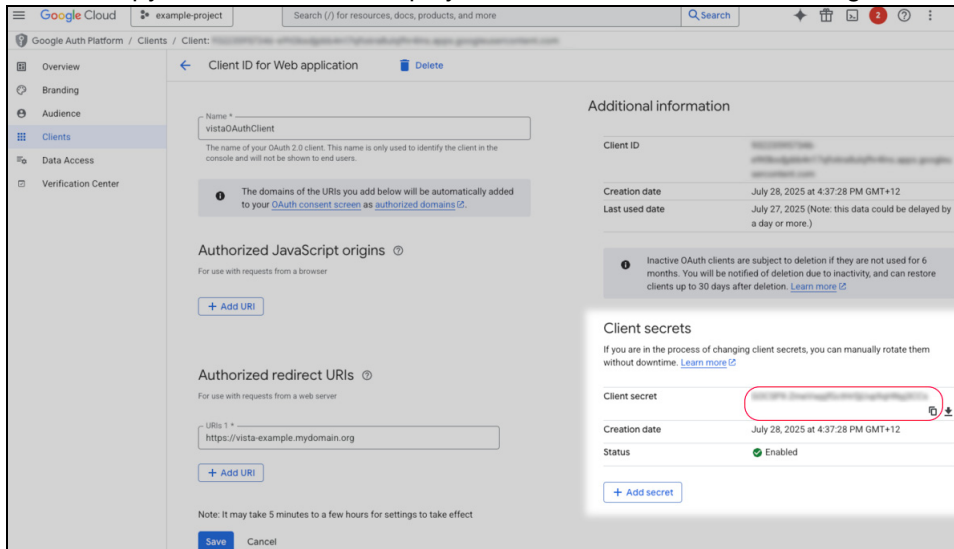 Google Cloud
example-project
Search (/) for resources, docs, products, and more
Search
2
Google Auth Platform / Clients / Client:
Overview
Branding
Audience
Clients
Data Access
Verification Center
Client ID for Web application
Delete
Name *
vistaOAuthClient
The name of your OAuth 2.0 client. This name is only used to identify the client in the
console and will not be shown to end users.
The domains of the URIs you add below will be automatically added
to your OAuth consent screen as authorized domains.
Authorized JavaScript origins
For use with requests from a browser
+ Add URI
Authorized redirect URIs
For use with requests from a web server
URIs 1 *
https://vista-example.mydomain.org
+ Add URI
Note: It may take 5 minutes to a few hours for settings to take effect
Save Cancel
Additional information
Client ID
Creation date July 28, 2025 at 4:37:28 PM GMT+12
Last used date July 27, 2025 (Note: this data could be delayed by
a day or more.)
Inactive OAuth clients are subject to deletion if they are not used for 6
months. You will be notified of deletion due to inactivity, and can restore
clients up to 30 days after deletion. Learn more
Client secrets
If you are in the process of changing client secrets, you can manually rotate them
without downtime. Learn more
Client secret
Creation date July 28, 2025 at 4:37:28 PM GMT+12
Status Enabled
+ Add secret